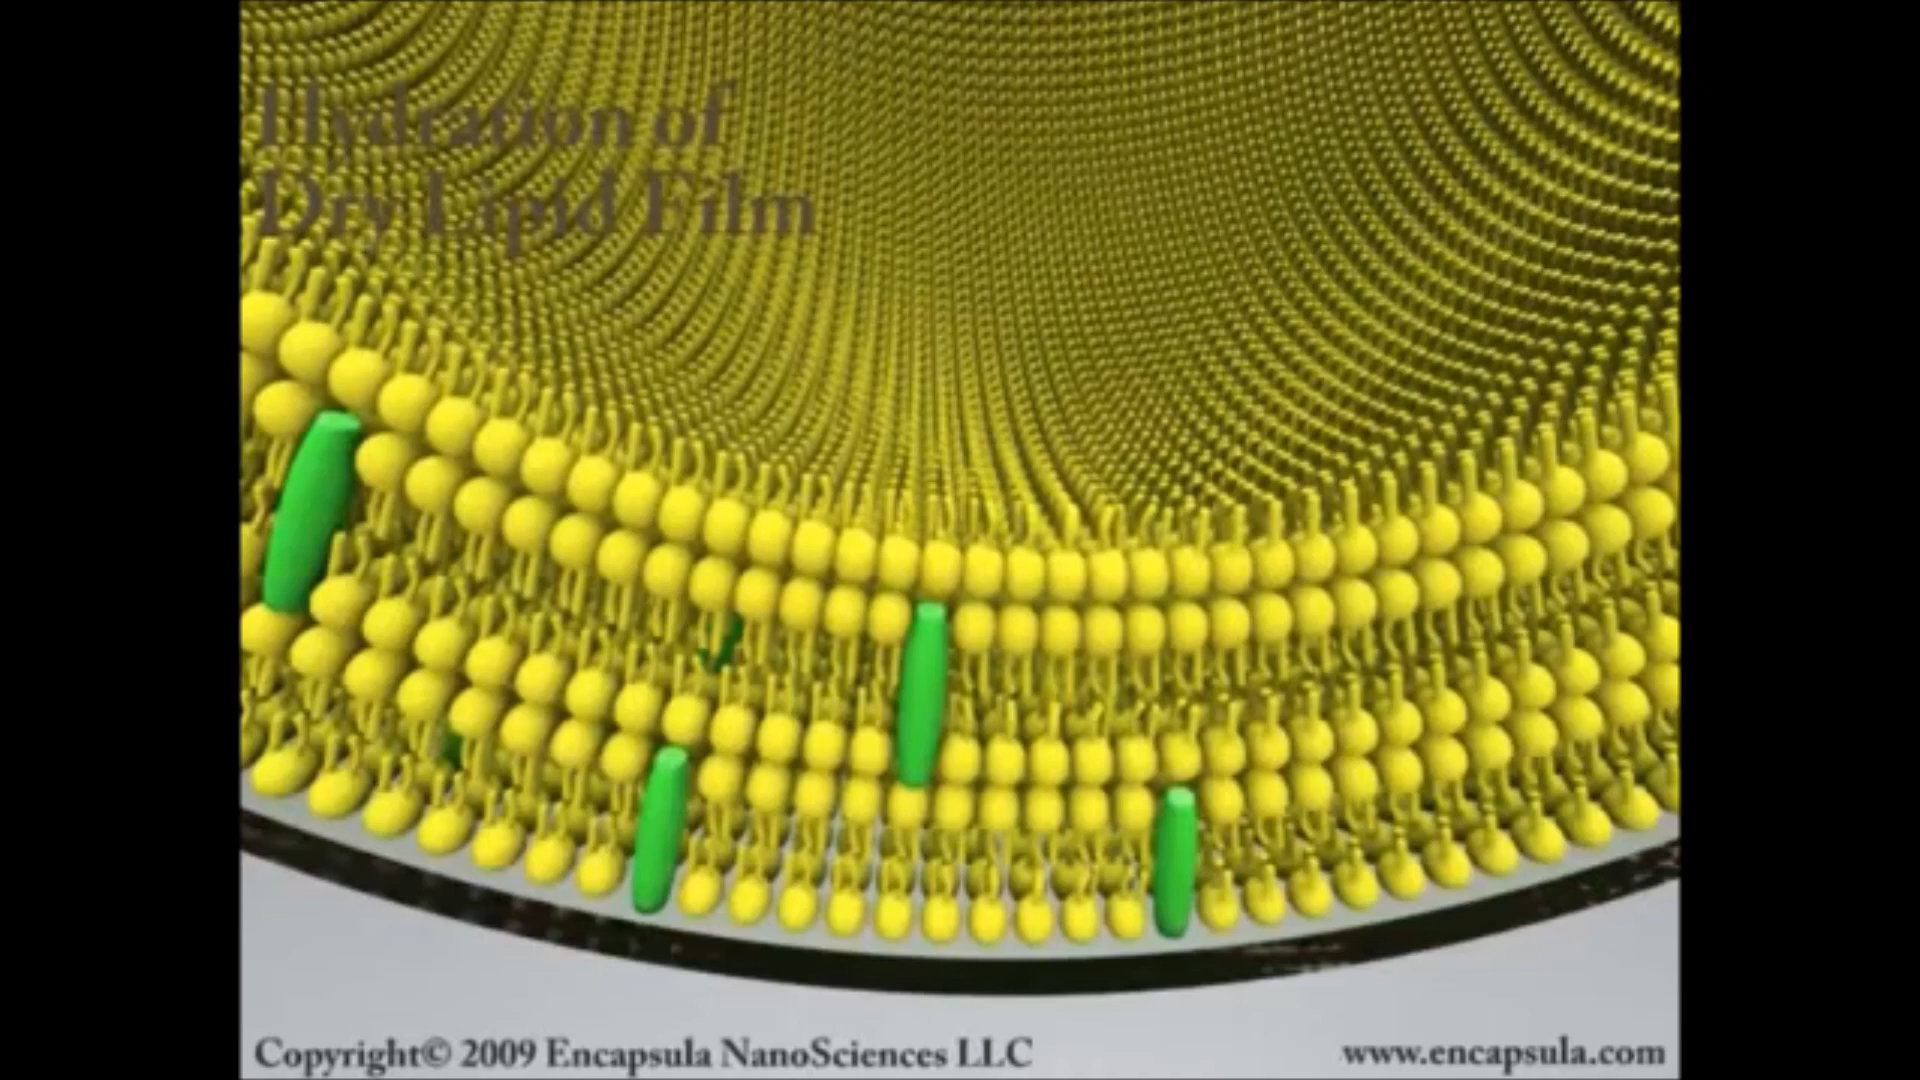 Hydration of
Dry Lipid Film
Copyright© 2009 Encapsula NanoSciences LLC
www.encapsula.com